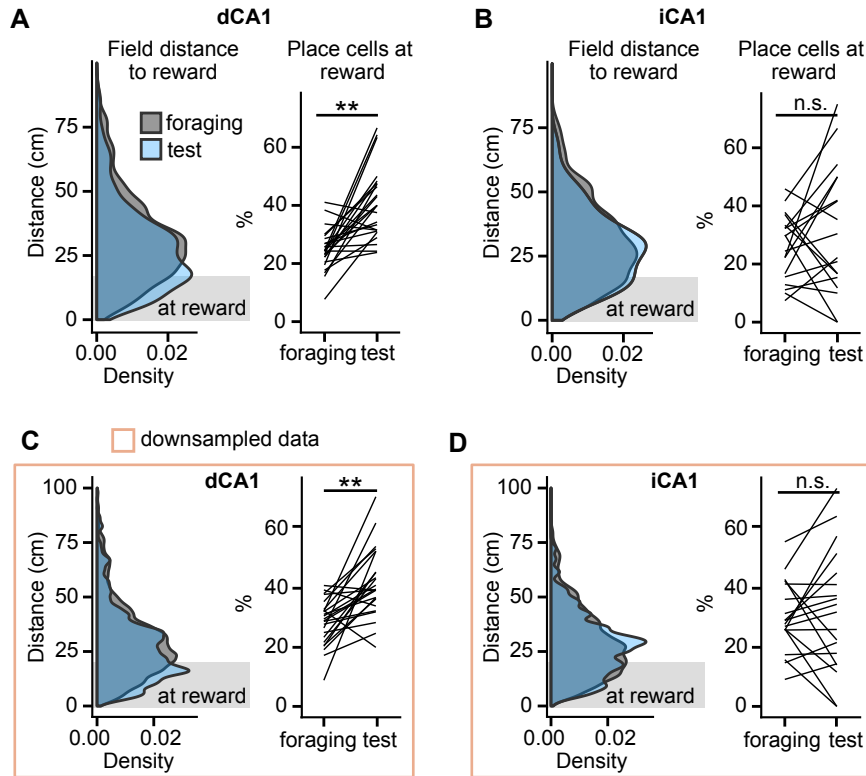 A
dCA1
Field distance
to reward
Place cells at
reward
foraging
test
Distance (cm)
75
50
25
0
at reward
0.00 0.02
Density
%
**
60
40
20
0
foraging test
B
iCA1
Field distance
to reward
Place cells at
reward
Distance (cm)
75
50
25
0
at reward
0.00 0.02
Density
%
n.s.
60
40
20
0
foraging test
C
downsampled data
dCA1
Distance (cm)
100
75
50
25
0
at reward
0.00 0.02
Density
%
**
60
40
20
0
foraging test
D
iCA1
Distance (cm)
100
75
50
25
0
at reward
0.00 0.02
Density
%
n.s.
60
40
20
0
foraging test